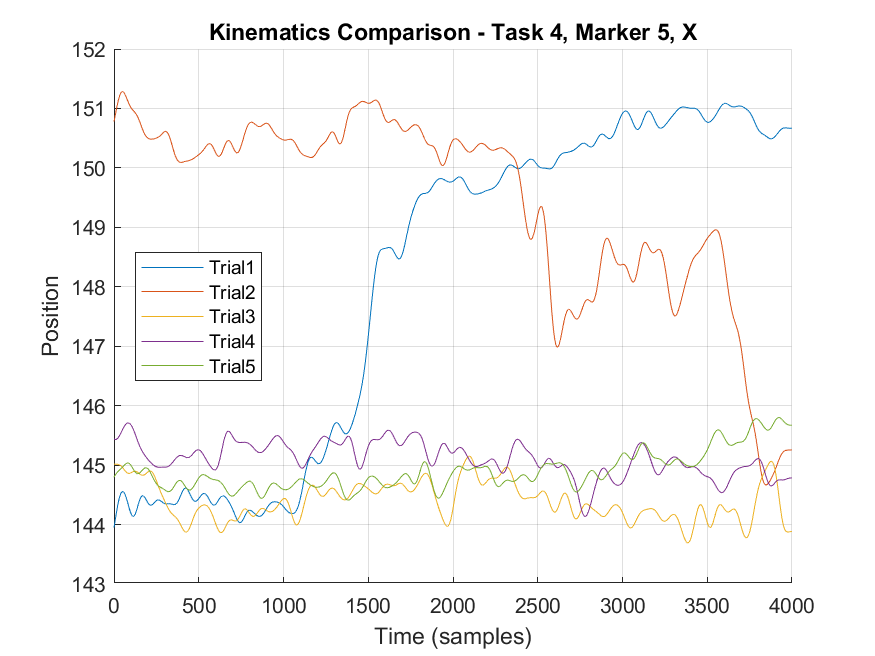 Kinematics Comparison - Task 4, Marker 5, X
152
151
150
149
148
147
146
145
144
143
Position
Trial1
Trial2
Trial3
Trial4
Trial5
0 500 1000 1500 2000 2500 3000 3500 4000
Time (samples)